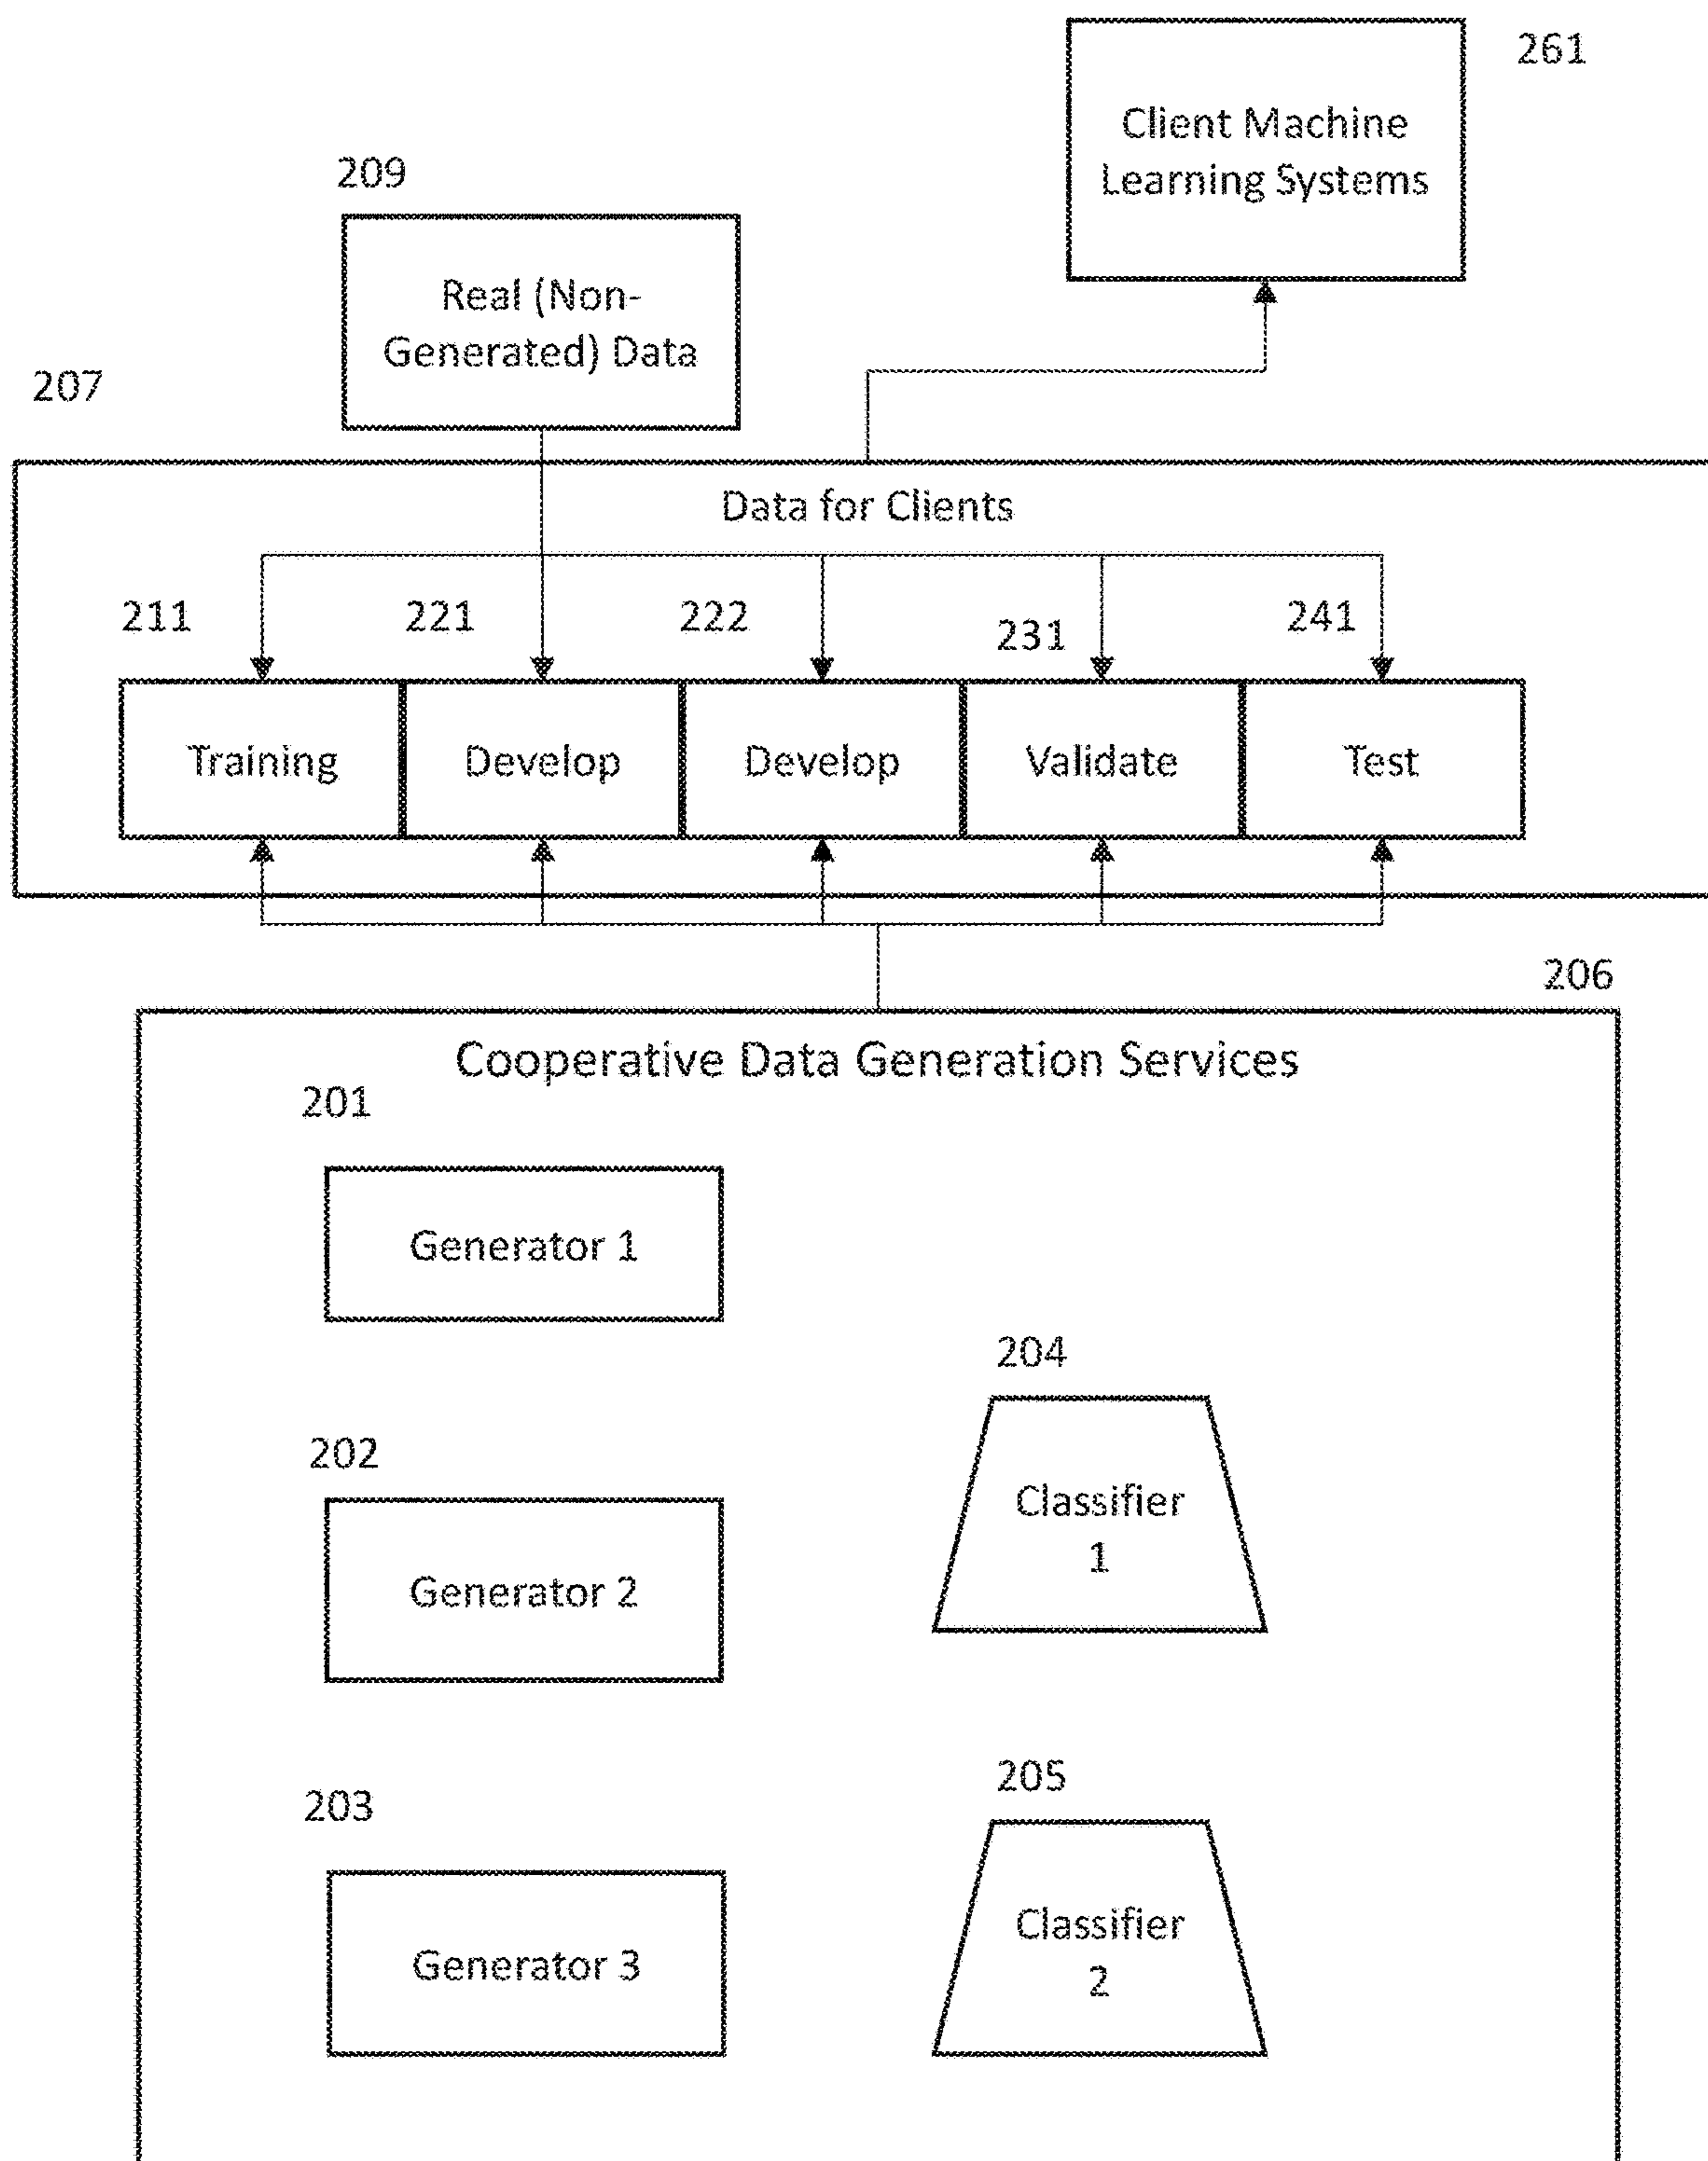 261
Client Machine
Learning Systems
209
Real (Non-
Generated) Data
207
Data for Clients
211
221
222
231
241
Training
Develop
Develop
Validate
Test
206
Cooperative Data Generation Services
201
Generator 1
204
Classifier
1
202
Generator 2
205
Classifier
2
203
Generator 3